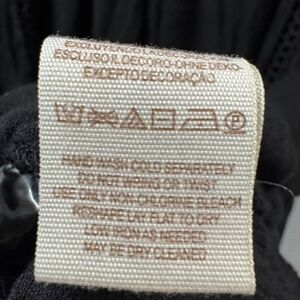 ESCLUSO IL DECORO-OHNE DEKO
EXCEPTO DECORAÇÃO
HAND WASH COLD SEPARATELY
DO NOT WRING OR TWIST
USE ONLY NON-CHLORINE BLEACH
RESHAPE LAY FLAT TO DRY
LOW IRON AS NEEDED
MAY BE DRY CLEANED